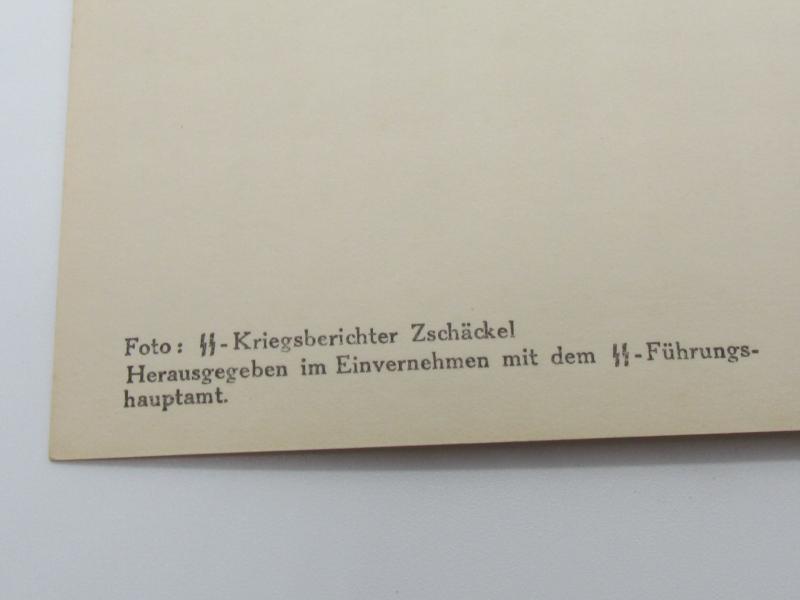 Foto: ᛋᛋ-Kriegsberichter Zschäckel
Herausgegeben im Einvernehmen mit dem ᛋᛋ-Führungs-
hauptamt.